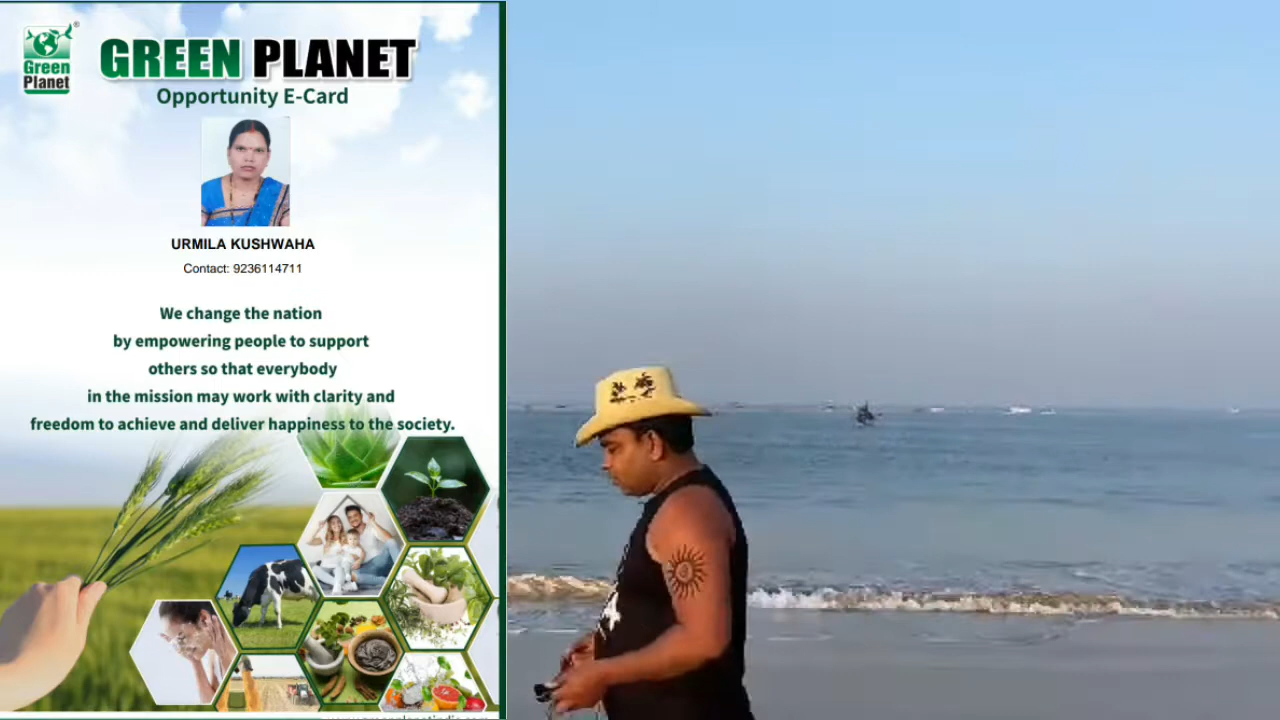 Green
Planet
®
GREEN PLANET
Opportunity E-Card
URMILA KUSHWAHA
Contact: 9236114711
We change the nation
by empowering people to support
others so that everybody
in the mission may work with clarity and
freedom to achieve and deliver happiness to the society.